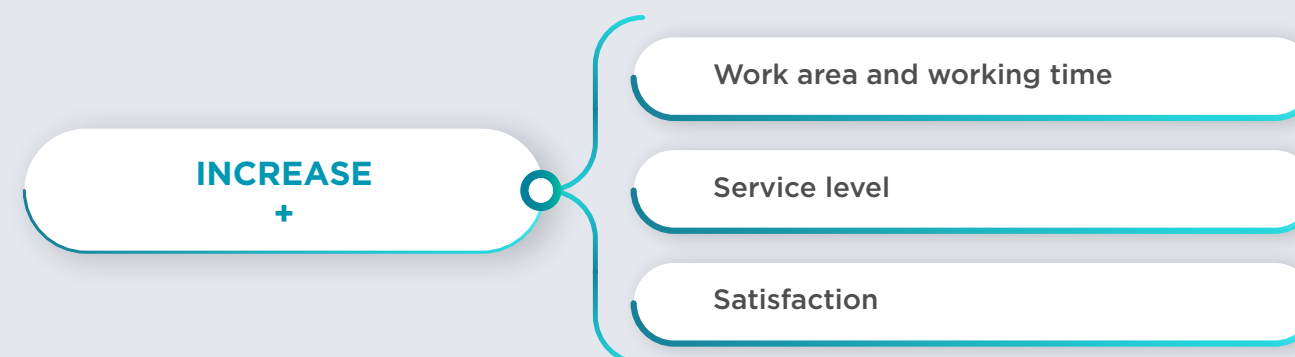 INCREASE
+
Work area and working time
Service level
Satisfaction